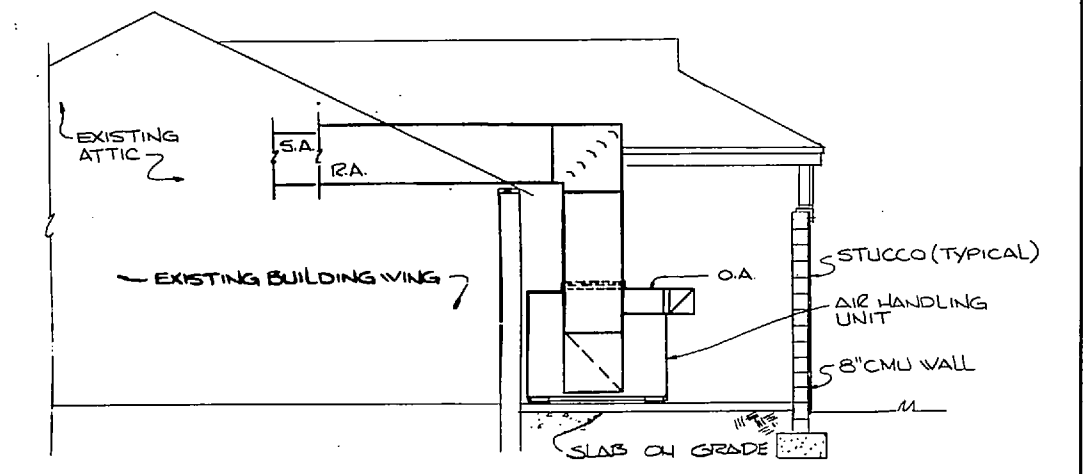 EXISTING
ATTIC
S.A.
R.A.
EXISTING BUILDING WING
O.A.
STUCCO (TYPICAL)
AIR HANDLING
UNIT
8" CMU WALL
SLAB ON GRADE